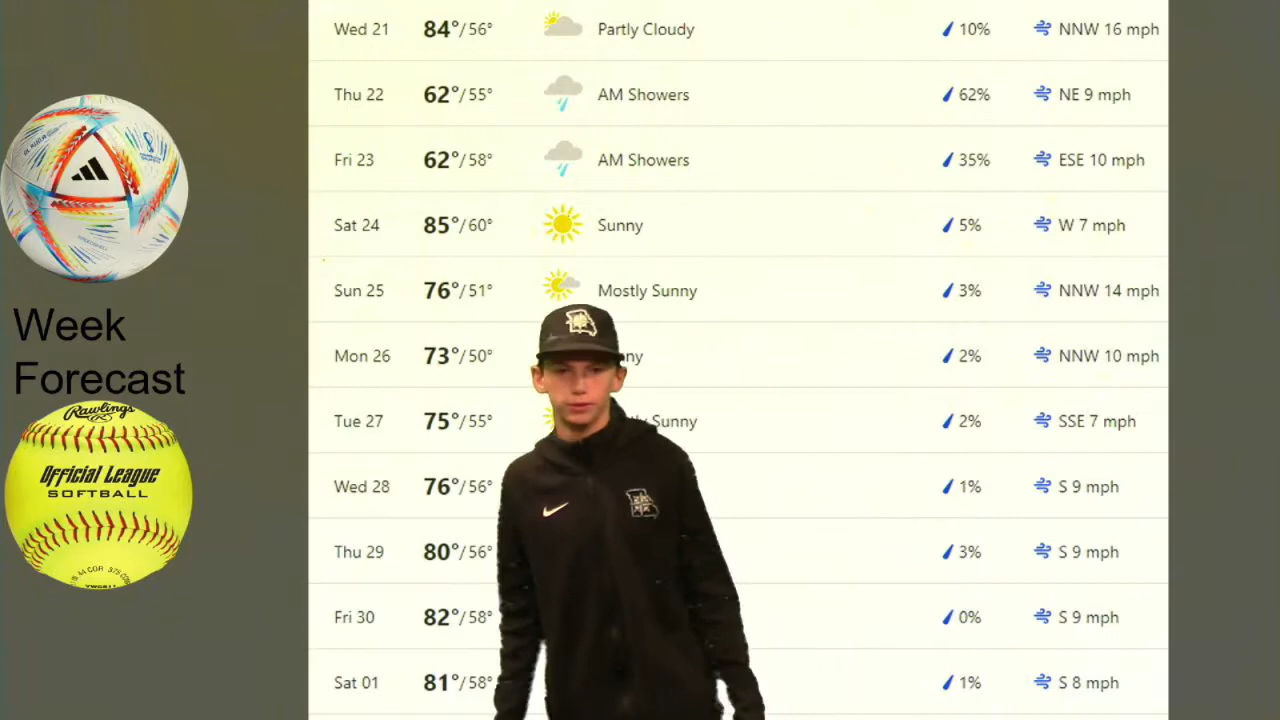 Wed 21 84°/56° Partly Cloudy 10% NNW 16 mph
Thu 22 62°/55° AM Showers 62% NE 9 mph
Fri 23 62°/58° AM Showers 35% ESE 10 mph
Sat 24 85°/60° Sunny 5% W 7 mph
Sun 25 76°/51° Mostly Sunny 3% NNW 14 mph
Mon 26 73°/50° ny 2% NNW 10 mph
Tue 27 75°/55° Sunny 2% SSE 7 mph
Wed 28 76°/56° 1% S 9 mph
Thu 29 80°/56° 3% S 9 mph
Fri 30 82°/58° 0% S 9 mph
Sat 01 81°/58° 1% S 8 mph
Week
Forecast
Rawlings
R
Official League
SOFTBALL